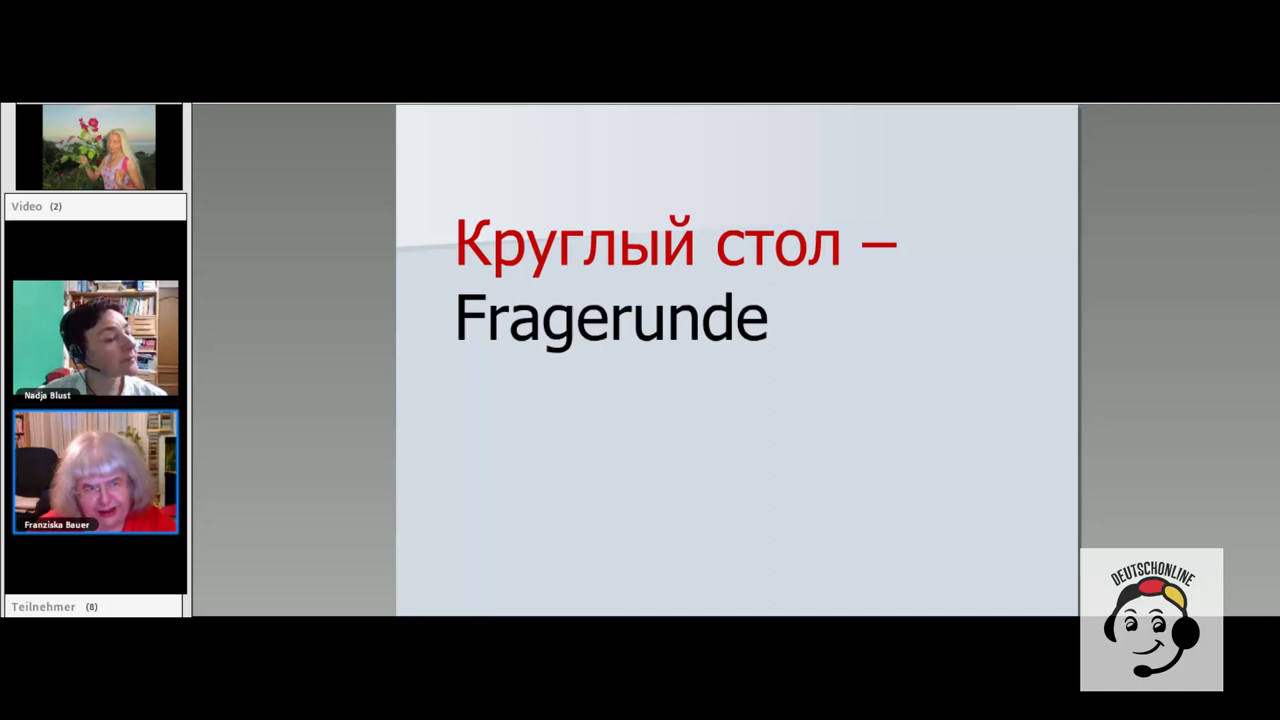 Video (2)
Nadja Blust
Franziska Bauer
Teilnehmer (8)
Круглый стол –
Fragerunde
DEUTSCHONLINE